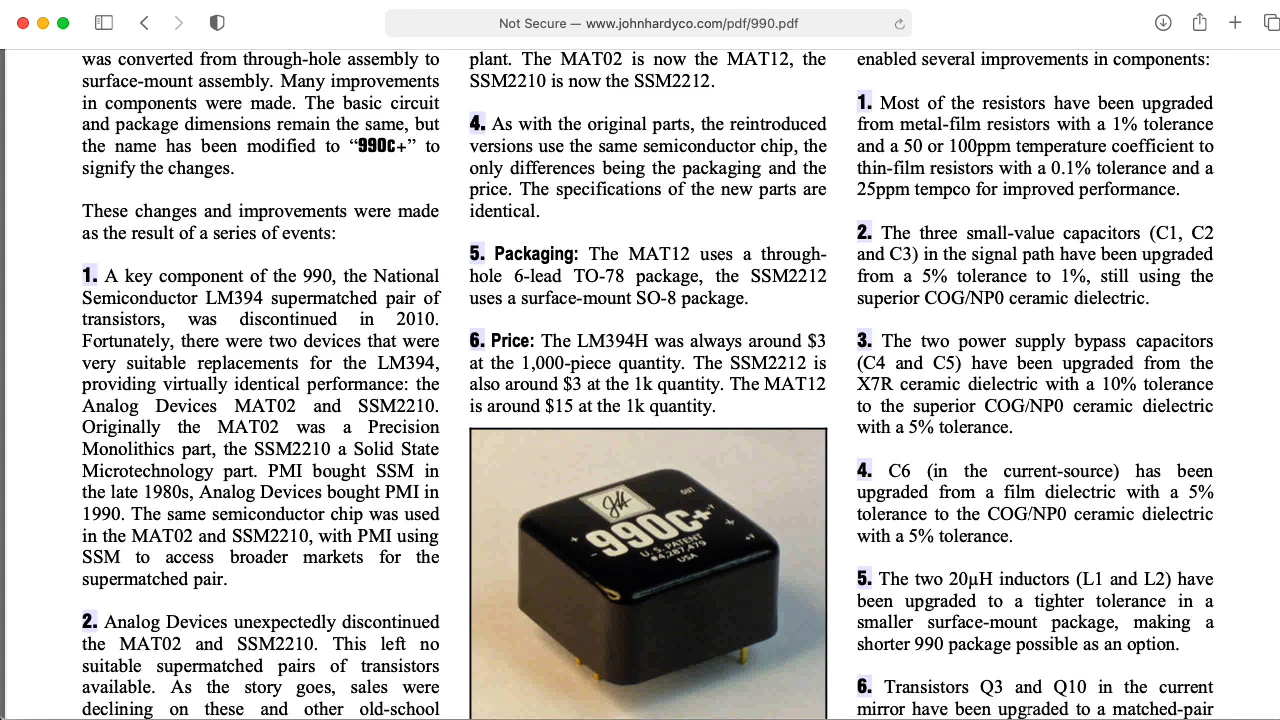 Not Secure — www.johnhardyco.com/pdf/990.pdf
was converted from through-hole assembly to
surface-mount assembly. Many improvements
in components were made. The basic circuit
and package dimensions remain the same, but
the name has been modified to “990C+” to
signify the changes.
These changes and improvements were made
as the result of a series of events:
1. A key component of the 990, the National
Semiconductor LM394 supermatched pair of
transistors, was discontinued in 2010.
Fortunately, there were two devices that were
very suitable replacements for the LM394,
providing virtually identical performance: the
Analog Devices MAT02 and SSM2210.
Originally the MAT02 was a Precision
Monolithics part, the SSM2210 a Solid State
Microtechnology part. PMI bought SSM in
the late 1980s, Analog Devices bought PMI in
1990. The same semiconductor chip was used
in the MAT02 and SSM2210, with PMI using
SSM to access broader markets for the
supermatched pair.
2. Analog Devices unexpectedly discontinued
the MAT02 and SSM2210. This left no
suitable supermatched pairs of transistors
available. As the story goes, sales were
declining on these and other old-school
plant. The MAT02 is now the MAT12, the
SSM2210 is now the SSM2212.
4. As with the original parts, the reintroduced
versions use the same semiconductor chip, the
only differences being the packaging and the
price. The specifications of the new parts are
identical.
5. Packaging: The MAT12 uses a through-
hole 6-lead TO-78 package, the SSM2212
uses a surface-mount SO-8 package.
6. Price: The LM394H was always around $3
at the 1,000-piece quantity. The SSM2212 is
also around $3 at the 1k quantity. The MAT12
is around $15 at the 1k quantity.
OUT
990C+
U.S. PATENT
#4,287,479
USA
enabled several improvements in components:
1. Most of the resistors have been upgraded
from metal-film resistors with a 1% tolerance
and a 50 or 100ppm temperature coefficient to
thin-film resistors with a 0.1% tolerance and a
25ppm tempco for improved performance.
2. The three small-value capacitors (C1, C2
and C3) in the signal path have been upgraded
from a 5% tolerance to 1%, still using the
superior COG/NP0 ceramic dielectric.
3. The two power supply bypass capacitors
(C4 and C5) have been upgraded from the
X7R ceramic dielectric with a 10% tolerance
to the superior COG/NP0 ceramic dielectric
with a 5% tolerance.
4. C6 (in the current-source) has been
upgraded from a film dielectric with a 5%
tolerance to the COG/NP0 ceramic dielectric
with a 5% tolerance.
5. The two 20µH inductors (L1 and L2) have
been upgraded to a tighter tolerance in a
smaller surface-mount package, making a
shorter 990 package possible as an option.
6. Transistors Q3 and Q10 in the current
mirror have been upgraded to a matched-pair